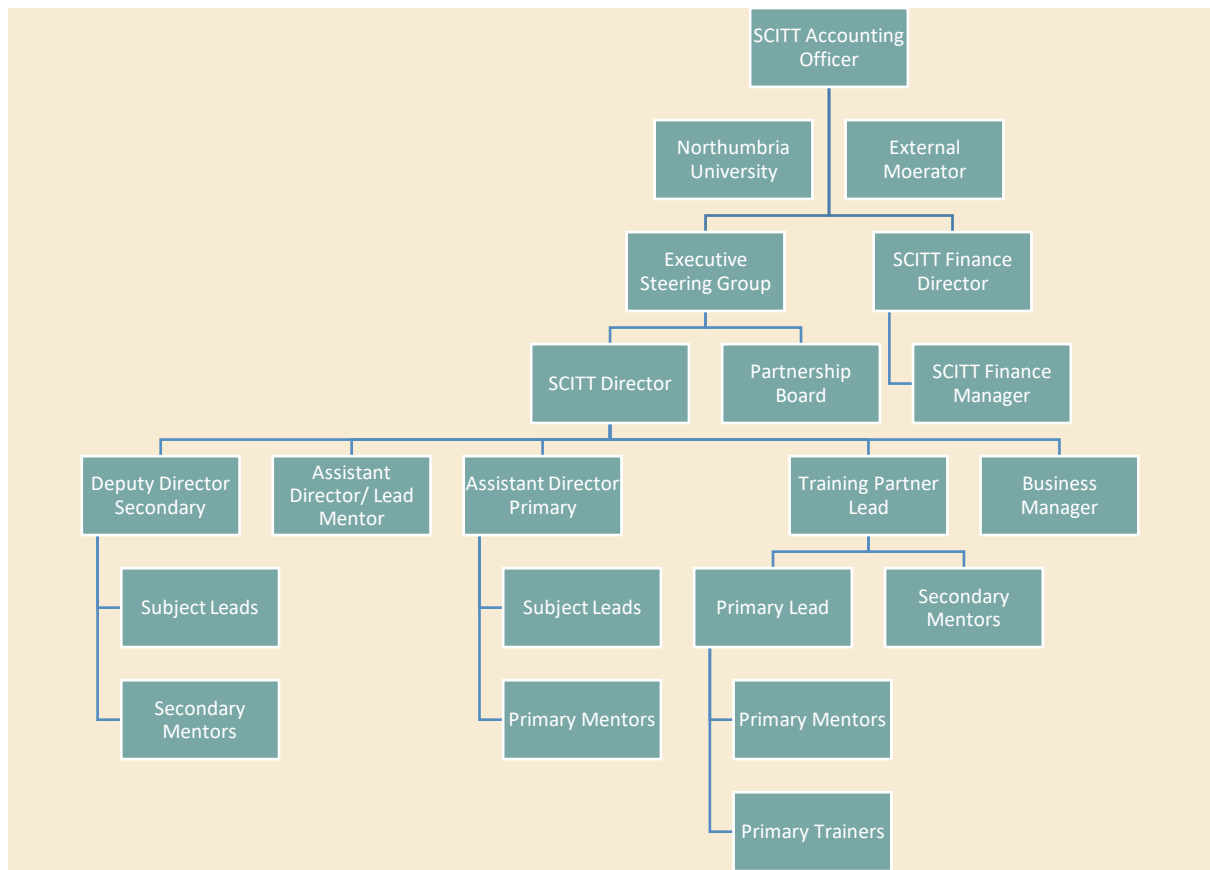 SCITT Accounting
Officer
Northumbria
University
External
Moerator
Executive
Steering Group
SCITT Finance
Director
SCITT Director
Partnership
Board
SCITT Finance
Manager
Deputy Director
Secondary
Assistant
Director/ Lead
Mentor
Assistant Director
Primary
Training Partner
Lead
Business
Manager
Subject Leads
Subject Leads
Primary Lead
Secondary
Mentors
Secondary
Mentors
Primary Mentors
Primary Mentors
Primary Trainers